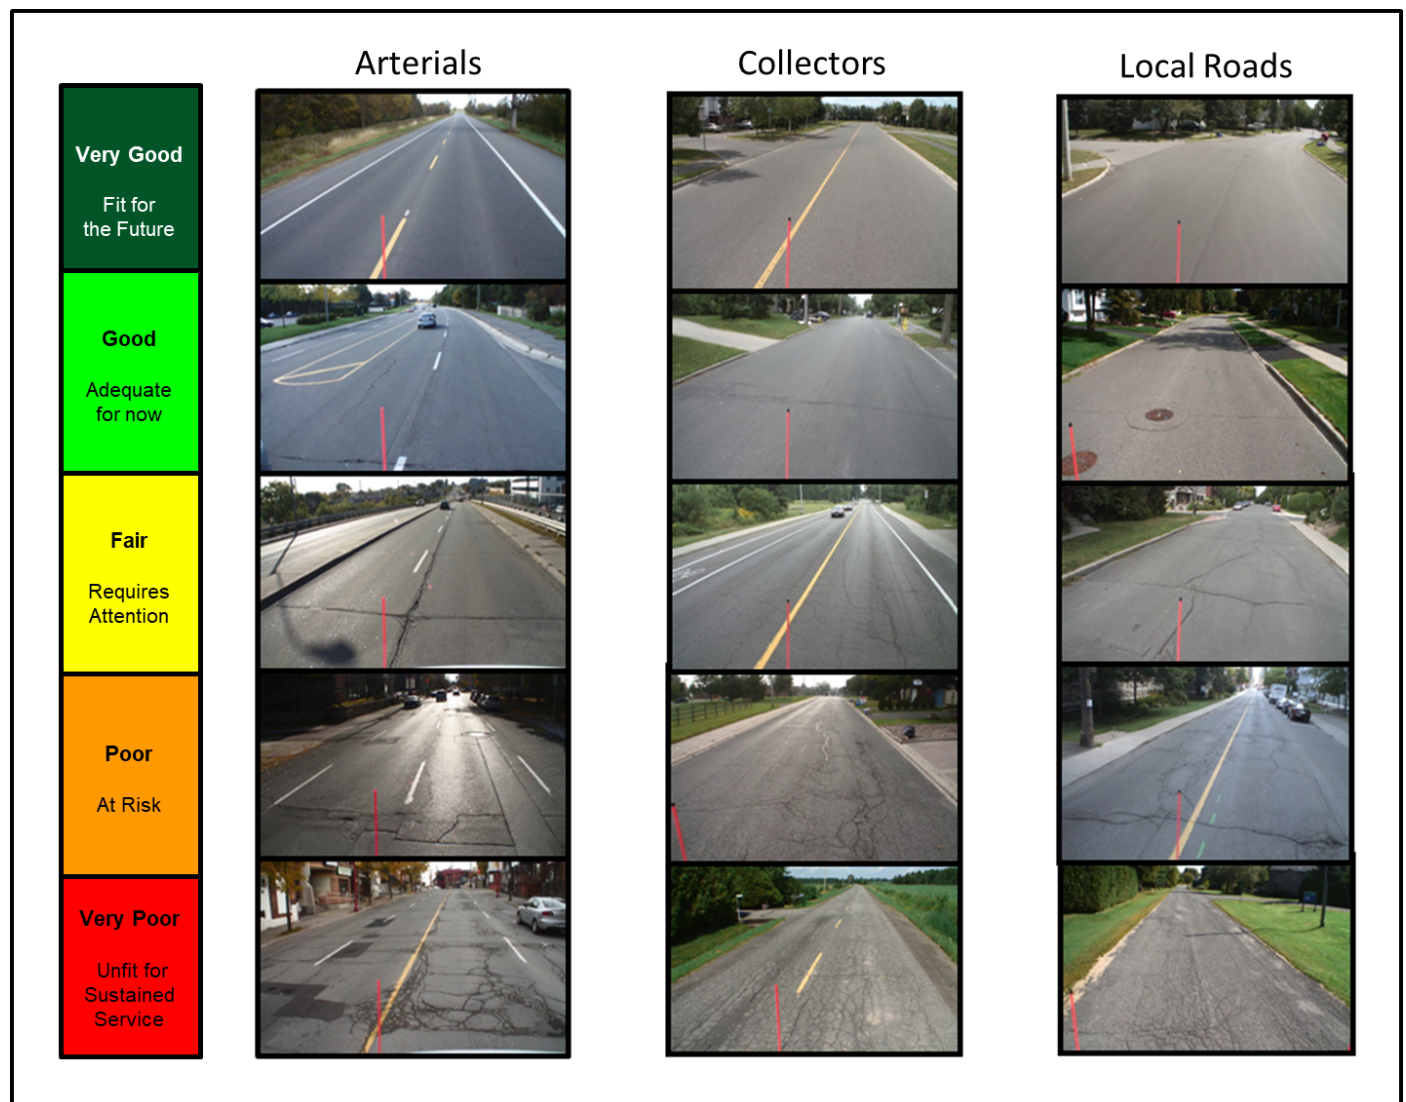 Arterials
Collectors
Local Roads
Very Good
Fit for
the Future
Good
Adequate
for now
Fair
Requires
Attention
Poor
At Risk
Very Poor
Unfit for
Sustained
Service